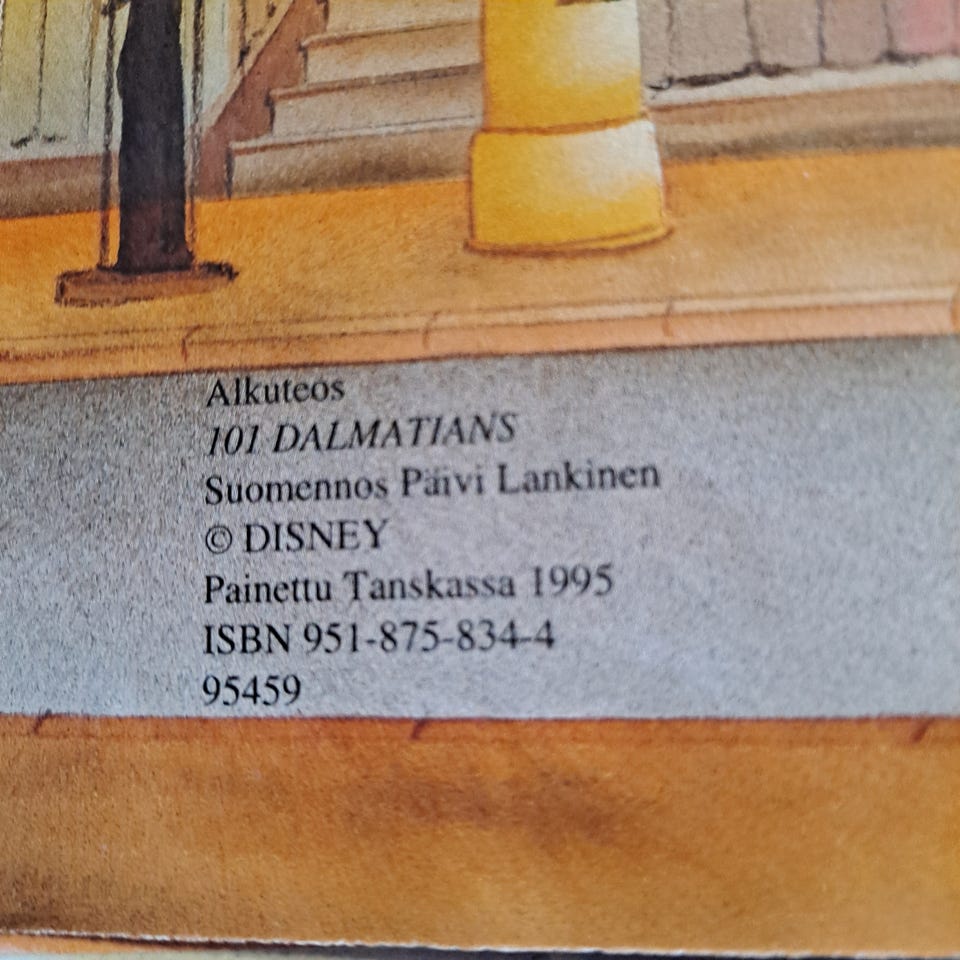 Alkuteos
101 DALMATIANS
Suomennos Päivi Lankinen
© DISNEY
Painettu Tanskassa 1995
ISBN 951-875-834-4
95459